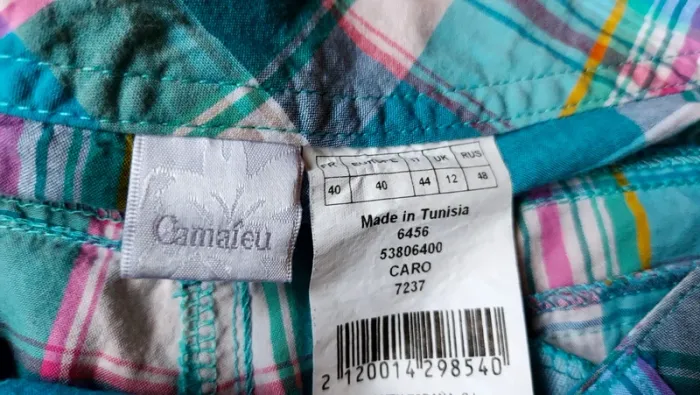 Camaïeu
FR EUROPE IT UK RUS
40 40 44 12 48
Made in Tunisia
6456
53806400
CARO
7237
2 120014 298540